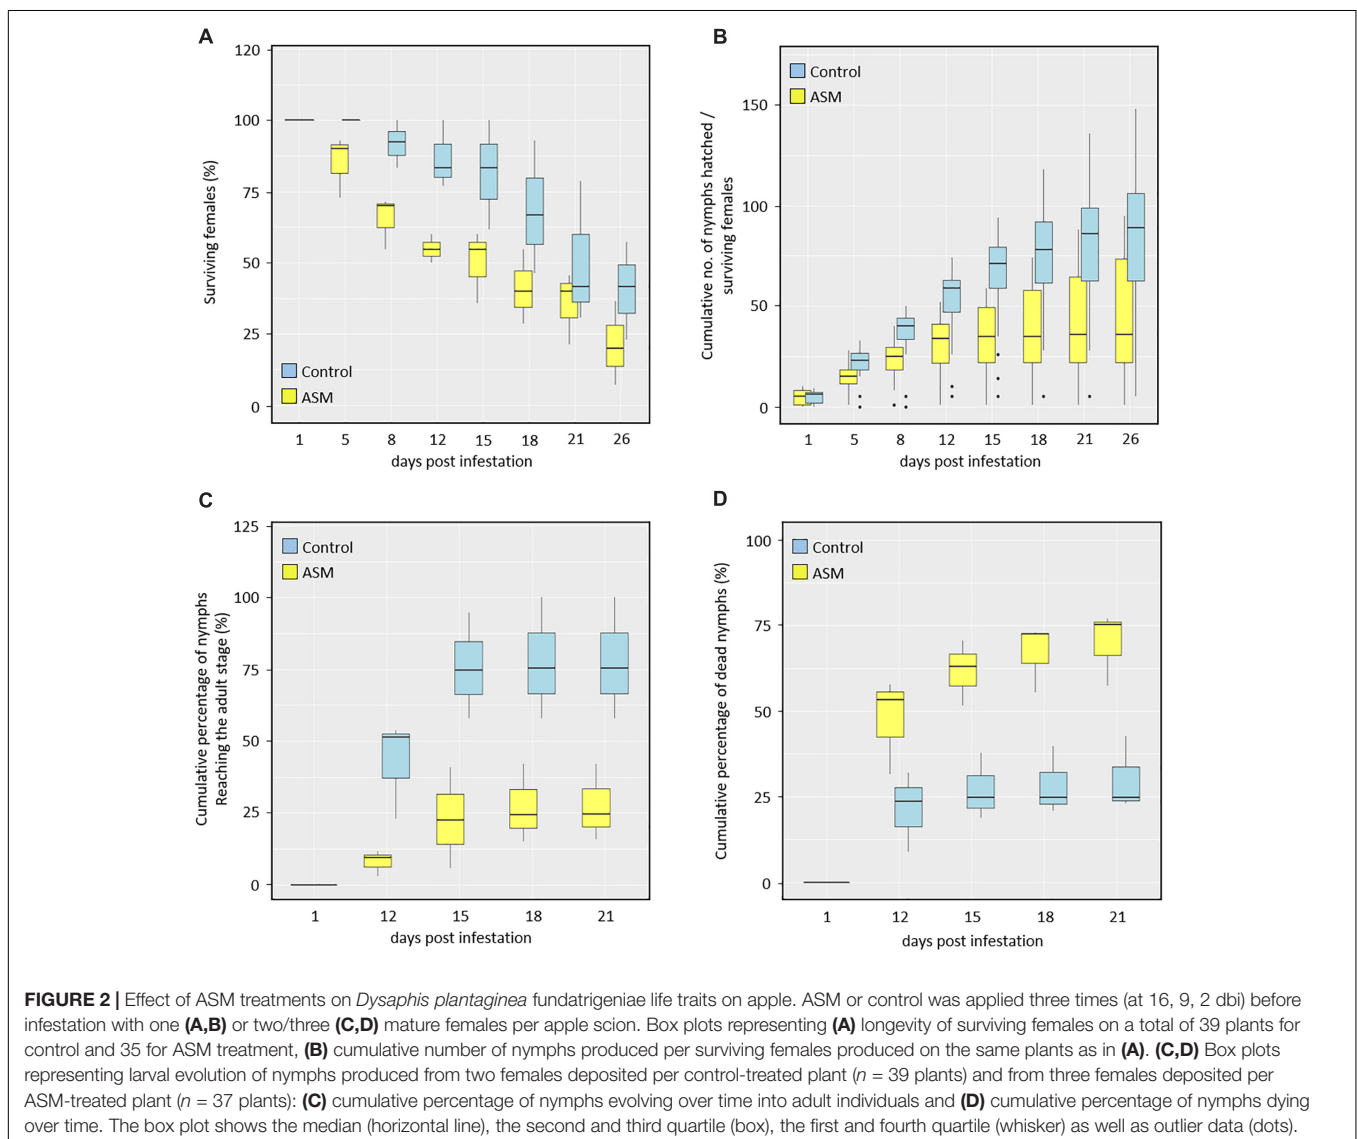 A
120
100
75
50
25
0
Surviving females (%)
Control
ASM
1 5 8 12 15 18 21 26
days post infestation
B
150
100
50
0
Cumulative no. of nymphs hatched /
surviving females
Control
ASM
1 5 8 12 15 18 21 26
days post infestation
C
125
100
75
50
25
0
Cumulative percentage of nymphs
Reaching the adult stage (%)
Control
ASM
1 12 15 18 21
days post infestation
D
100
75
50
25
0
Cumulative percentage of dead nymphs (%)
Control
ASM
1 12 15 18 21
days post infestation
FIGURE 2 | Effect of ASM treatments on Dysaphis plantaginea fundatrigeniae life traits on apple. ASM or control was applied three times (at 16, 9, 2 dbi) before
infestation with one (A,B) or two/three (C,D) mature females per apple scion. Box plots representing (A) longevity of surviving females on a total of 39 plants for
control and 35 for ASM treatment, (B) cumulative number of nymphs produced per surviving females produced on the same plants as in (A). (C,D) Box plots
representing larval evolution of nymphs produced from two females deposited per control-treated plant (n = 39 plants) and from three females deposited per
ASM-treated plant (n = 37 plants): (C) cumulative percentage of nymphs evolving over time into adult individuals and (D) cumulative percentage of nymphs dying
over time. The box plot shows the median (horizontal line), the second and third quartile (box), the first and fourth quartile (whisker) as well as outlier data (dots).